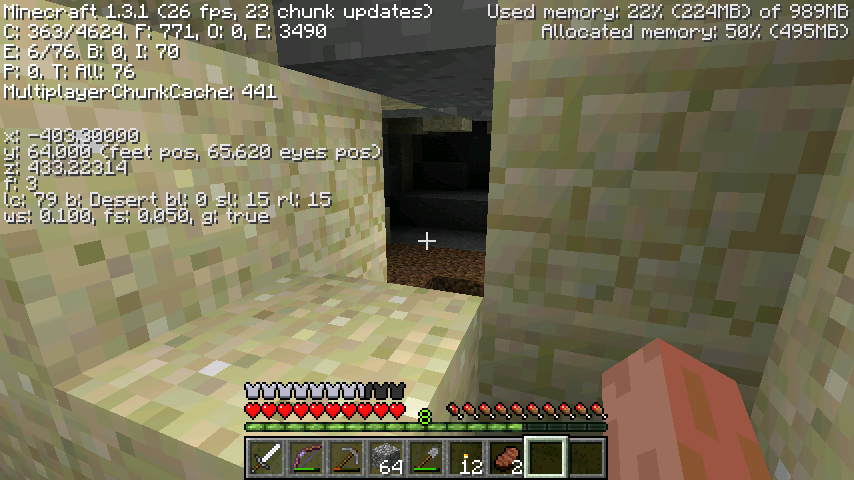 Minecraft 1.3.1 (26 fps, 23 chunk updates)
C: 363/4624, F: 771, O: 0, E: 3490
E: 6/76, B: 0, I: 70
P: 0, T: All: 76
MultiplayerChunkCache: 441
Used memory: 22% (224MB) of 989MB
Allocated memory: 50% (495MB)
x: -403.30000
y: 64.000 (feet pos, 65.620 eyes pos)
z: 433.22314
f: 3
lc: 79 b: Desert bl: 0 sl: 15 rl: 15
ws: 0.100, fs: 0.050, g: true
8
64 12 2